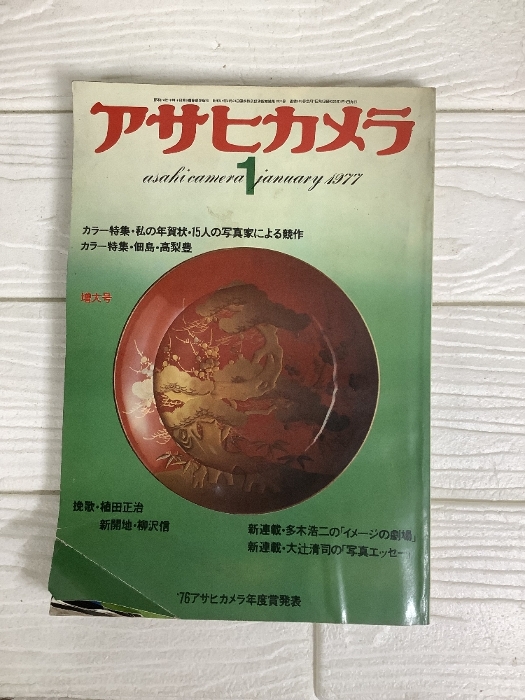 アサヒカメラ
asahi camera 1 january 1977
カラー特集・私の年賀状・15人の写真家による競作
カラー特集・佃島・高梨豊
増大号
挽歌・植田正治
新開地・柳沢信
新連載・多木浩二の「イメージの劇場」
新連載・大辻清司の「写真エッセー」
'76アサヒカメラ年度賞発表